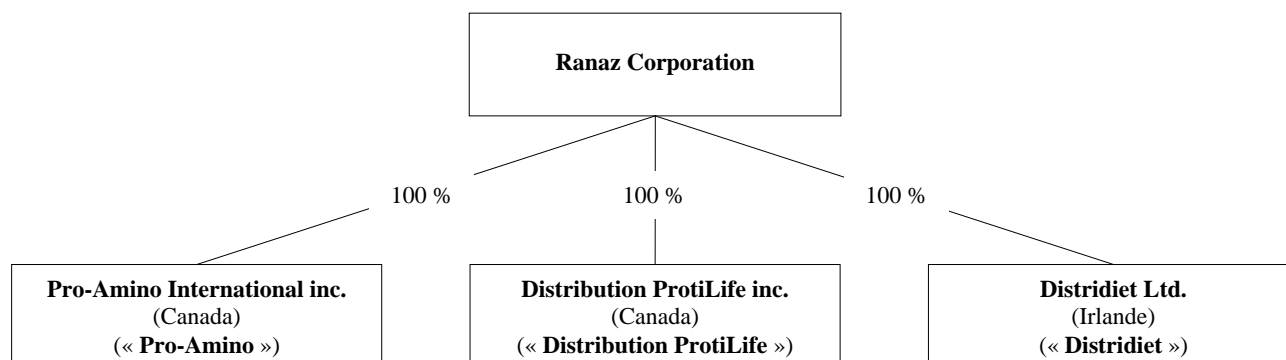 Ranaz Corporation
100 %
100 %
100 %
Pro-Amino International inc.
(Canada)
(« Pro-Amino »)
Distribution ProtiLife inc.
(Canada)
(« Distribution ProtiLife »)
Distridiet Ltd.
(Irlande)
(« Distridiet »)